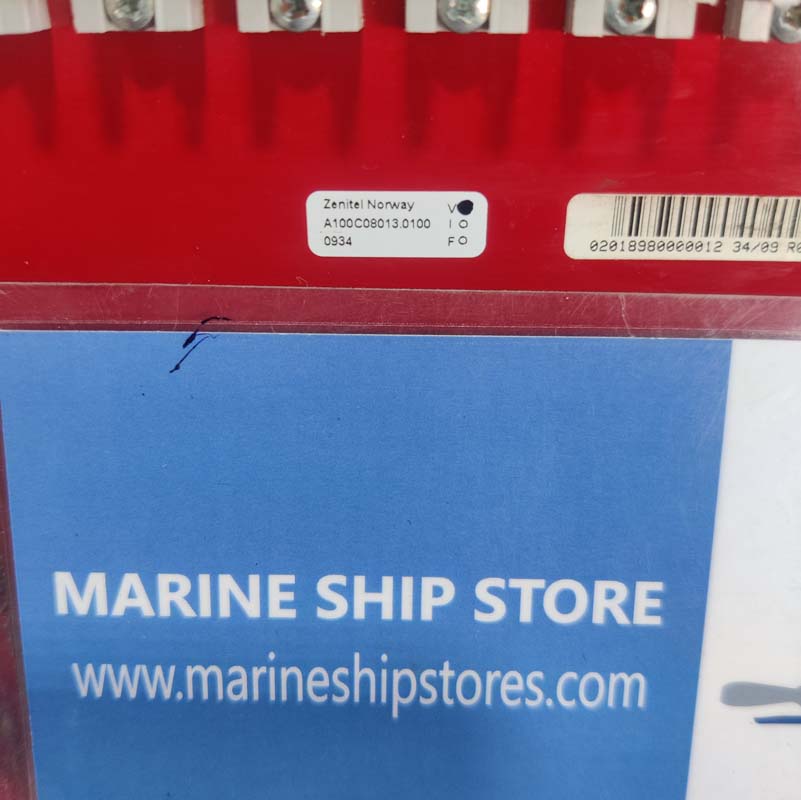 Zenitel Norway V
A100C08013.0100 I O
0934 F O
02018980000012 34/09
MARINE SHIP STORE
www.marineshipstores.com